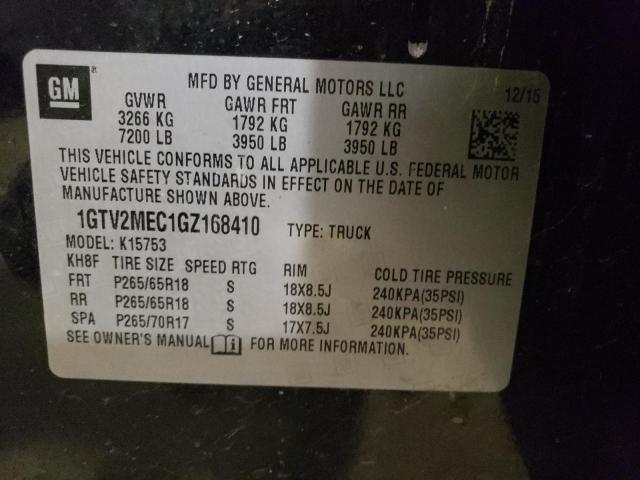 GM ®
MFD BY GENERAL MOTORS LLC 12/15
GVWR GAWR FRT GAWR RR
3266 KG 1792 KG 1792 KG
7200 LB 3950 LB 3950 LB
THIS VEHICLE CONFORMS TO ALL APPLICABLE U.S. FEDERAL MOTOR
VEHICLE SAFETY STANDARDS IN EFFECT ON THE DATE OF
MANUFACTURE SHOWN ABOVE.
1GTV2MEC1GZ168410 TYPE: TRUCK
MODEL: K15753
KH8F TIRE SIZE SPEED RTG RIM COLD TIRE PRESSURE
FRT P265/65R18 S 18X8.5J 240KPA(35PSI)
RR P265/65R18 S 18X8.5J 240KPA(35PSI)
SPA P265/70R17 S 17X7.5J 240KPA(35PSI)
SEE OWNER'S MANUAL FOR MORE INFORMATION.